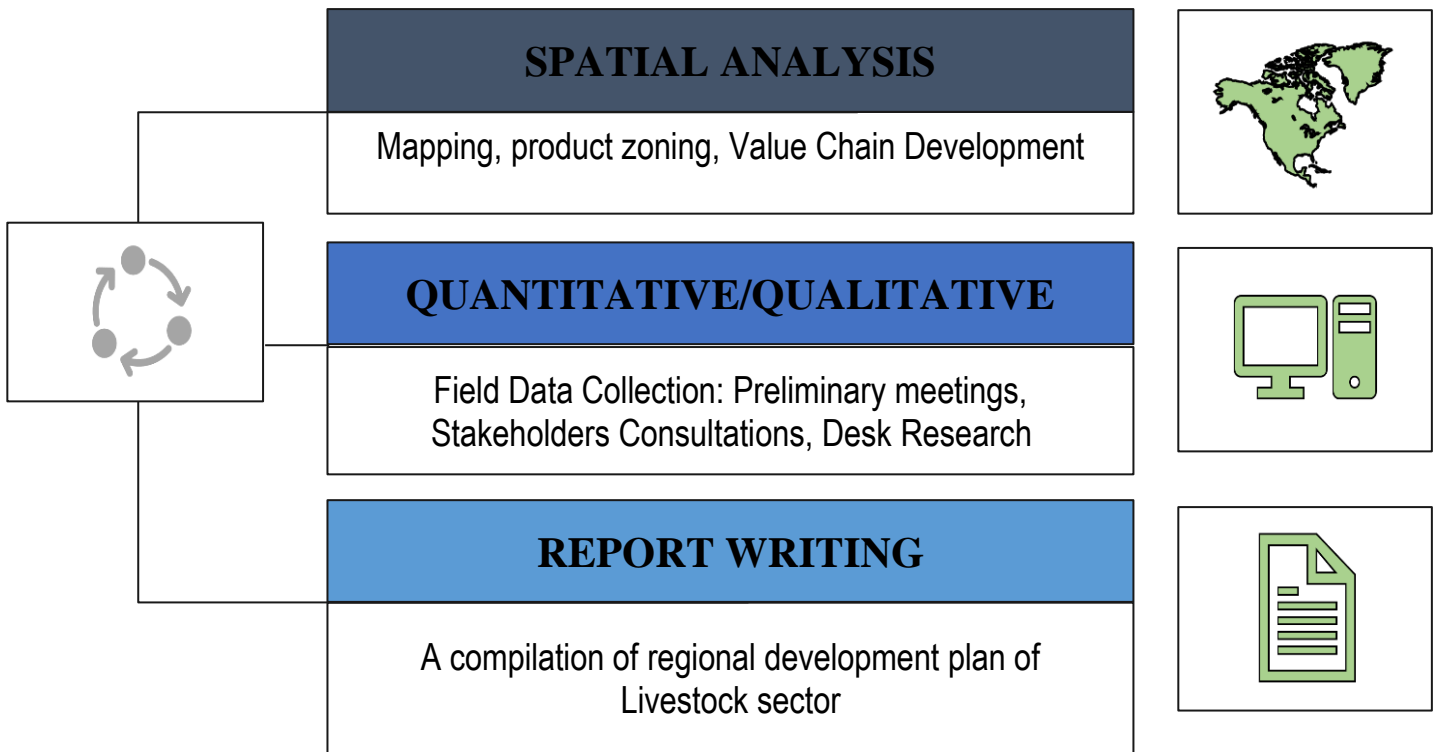 SPATIAL ANALYSIS
Mapping, product zoning, Value Chain Development
QUANTITATIVE/QUALITATIVE
Field Data Collection: Preliminary meetings,
Stakeholders Consultations, Desk Research
REPORT WRITING
A compilation of regional development plan of
Livestock sector